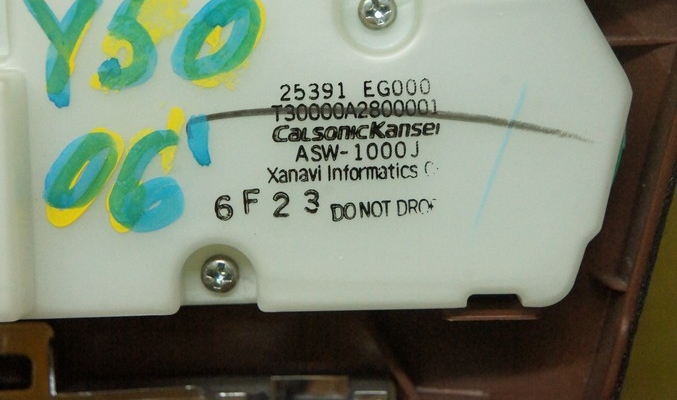 Y50
06'
25391 EG000
T30000A2800001
CalsonicKansei
ASW-1000J
Xanavi Informatics
6F23
DO NOT DROP